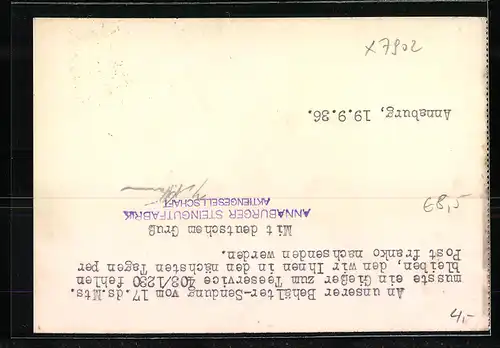 x7902
Annaburg, 19.9.36.
An unserer Behälter-Sendung vom 17.ds.Mts.
musste ein Gießer zum Teeservice 403/1230 fehlen
bleiben, den wir Ihnen in den nächsten Tagen per
Post franko nachsenden werden.
Mit deutschem Gruß
ANNABURGER STEINGUTFABRIK
AKTIENGESELLSCHAFT
€8,5
4,-